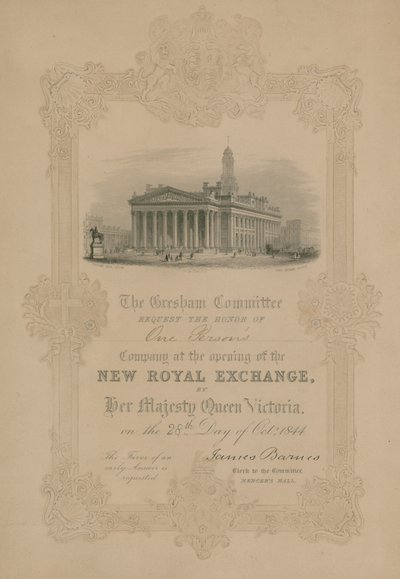 The Gresham Committee
REQUEST THE HONOR OF
One Person's
Company at the opening of the
NEW ROYAL EXCHANGE,
BY
Her Majesty Queen Victoria.
on the 28th Day of Octr. 1844
The Favor of an
early Answer is
requested
James Barnes
Clerk to the Committee
MERCER'S HALL.